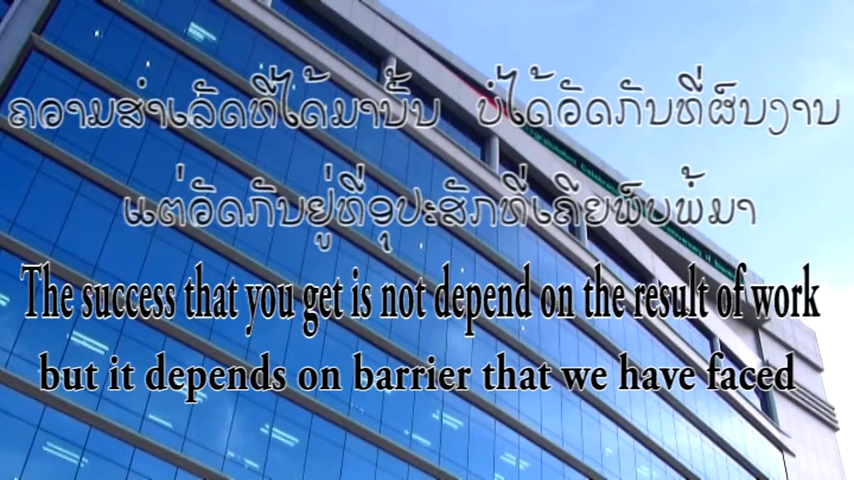 ຄວາມສຳເລັດທີ່ໄດ້ມານັ້ນ ບໍ່ໄດ້ວັດກັບທີ່ຜົນງານ
ແຕ່ວັດກັບຢູ່ທີ່ອຸປະສັກທີ່ເຄີຍພົບພໍ້ມາ
The success that you get is not depend on the result of work
but it depends on barrier that we have faced